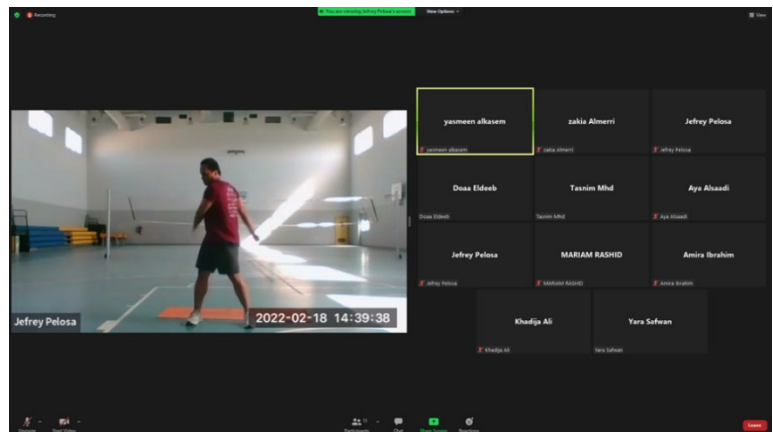 Recording
You are viewing Jefrey Pelosa's screen
View Options
View
yasmeen alkasem
zakia Almerri
Jefrey Pelosa
yasmeen alkasem
zakia Almerri
Jefrey Pelosa
Doaa Eldeeb
Tasnim Mhd
Aya Alsaadi
Doaa Eldeeb
Tasnim Mhd
Aya Alsaadi
Jefrey Pelosa
MARIAM RASHID
Amira Ibrahim
Jefrey Pelosa
MARIAM RASHID
Amira Ibrahim
Jefrey Pelosa
2022-02-18 14:39:38
Khadija Ali
Yara Safwan
Khadija Ali
Yara Safwan
Unmute
Start Video
Participants
Chat
Share Screen
Reactions
Leave